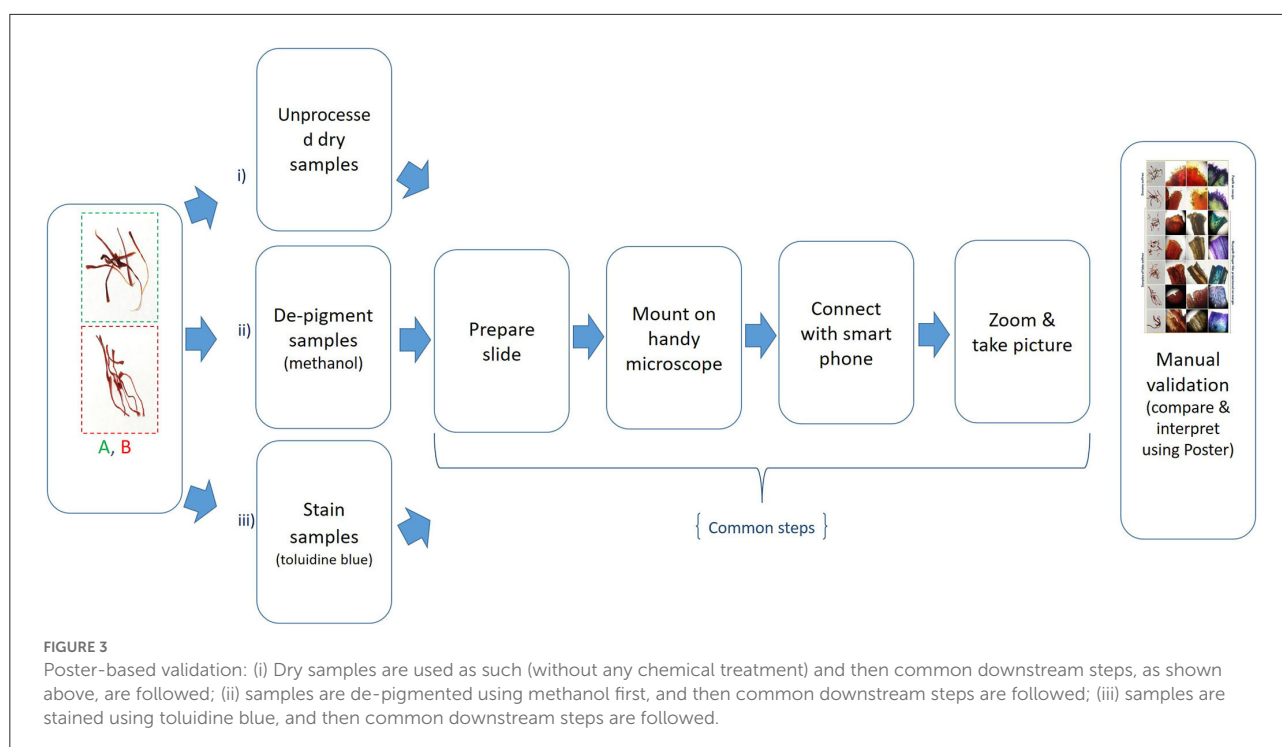 i)
Unprocesse
d dry
samples
A, B
ii)
De-pigment
samples
(methanol)
iii)
Stain
samples
(toluidine blue)
Prepare
slide
Mount on
handy
microscope
Connect
with smart
phone
Zoom &
take picture
{ Common steps }
Manual
validation
(compare &
interpret
using Poster)
FIGURE 3
Poster-based validation: (i) Dry samples are used as such (without any chemical treatment) and then common downstream steps, as shown
above, are followed; (ii) samples are de-pigmented using methanol first, and then common downstream steps are followed; (iii) samples are
stained using toluidine blue, and then common downstream steps are followed.